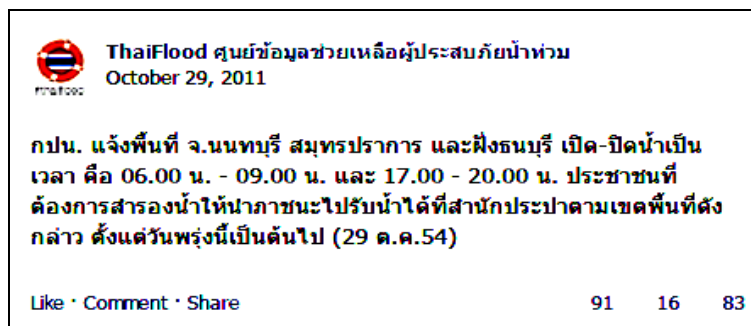 ThaiFlood ศูนย์ข้อมูลช่วยเหลือผู้ประสบภัยน้ำท่วม
October 29, 2011
กปน. แจ้งพื้นที่ จ.นนทบุรี สมุทรปราการ และฝั่งธนบุรี เปิด-ปิดน้ำเป็น
เวลา คือ 06.00 น. - 09.00 น. และ 17.00 - 20.00 น. ประชาชนที่
ต้องการสำรองน้ำให้นำภาชนะไปรับน้ำได้ที่สำนักประปาตามเขตพื้นที่ดัง
กล่าว ตั้งแต่วันพรุ่งนี้เป็นต้นไป (29 ต.ค.54)
Like · Comment · Share 91 16 83